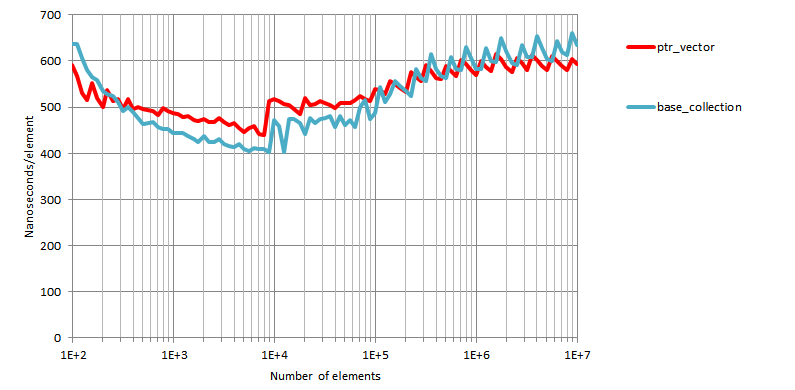 700
600
500
400
300
200
100
0
Nanoseconds/element
1E+2 1E+3 1E+4 1E+5 1E+6 1E+7
Number of elements
ptr_vector
base_collection